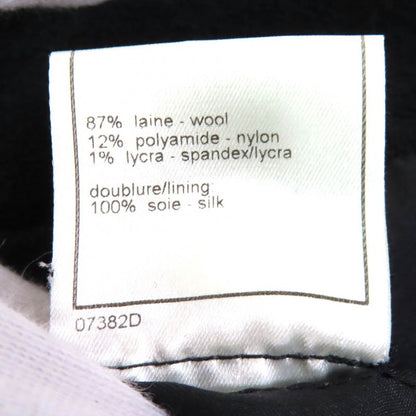 87% laine - wool
12% polyamide - nylon
1% lycra - spandex/lycra
doublure/lining:
100% soie - silk
07382D